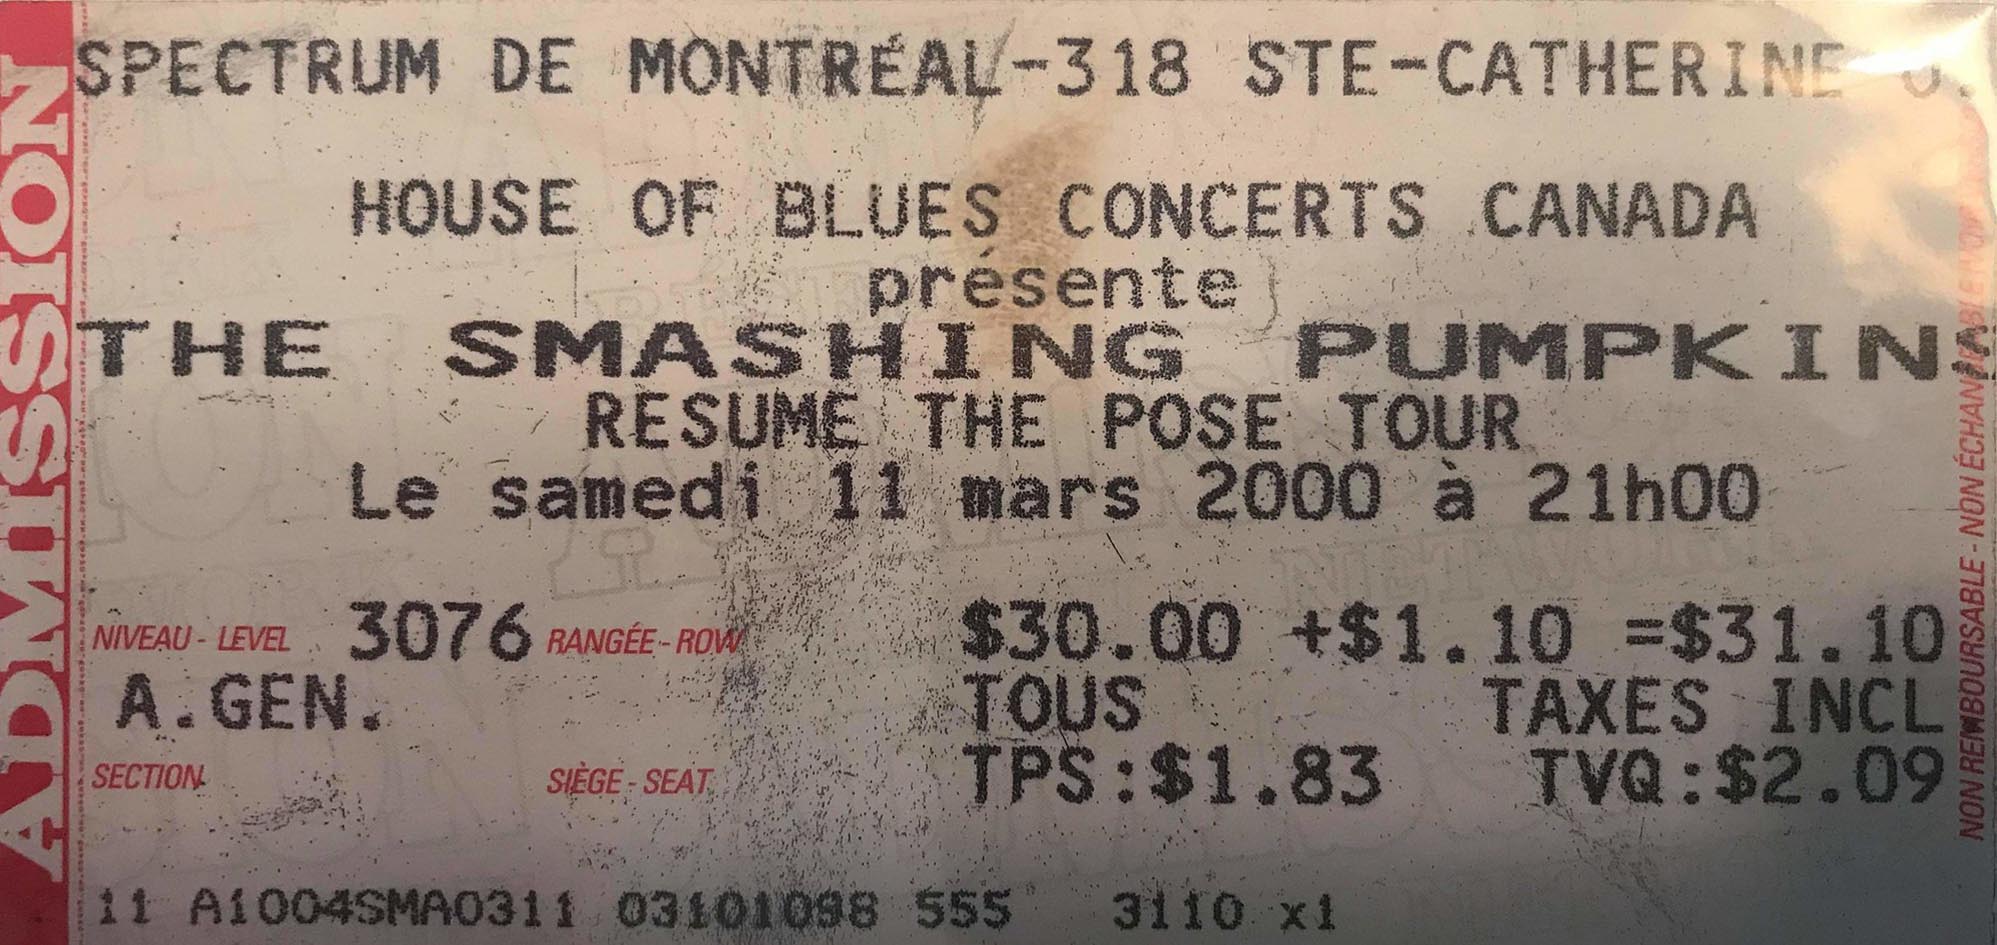 SPECTRUM DE MONTRÉAL-318 STE-CATHERINE O.
HOUSE OF BLUES CONCERTS CANADA
présente
THE SMASHING PUMPKIN
RESUME THE POSE TOUR
Le samedi 11 mars 2000 à 21h00
NIVEAU - LEVEL 3076 RANGÉE - ROW $30.00 +$1.10 =$31.10
A.GEN. TOUS TAXES INCL
SECTION SIÈGE - SEAT TPS:$1.83 TVQ:$2.09
11 A1004SMA0311 03101098 555 3110 x1
ADMISSION
NON REMBOURSABLE - NON ÉCHANGEABLE